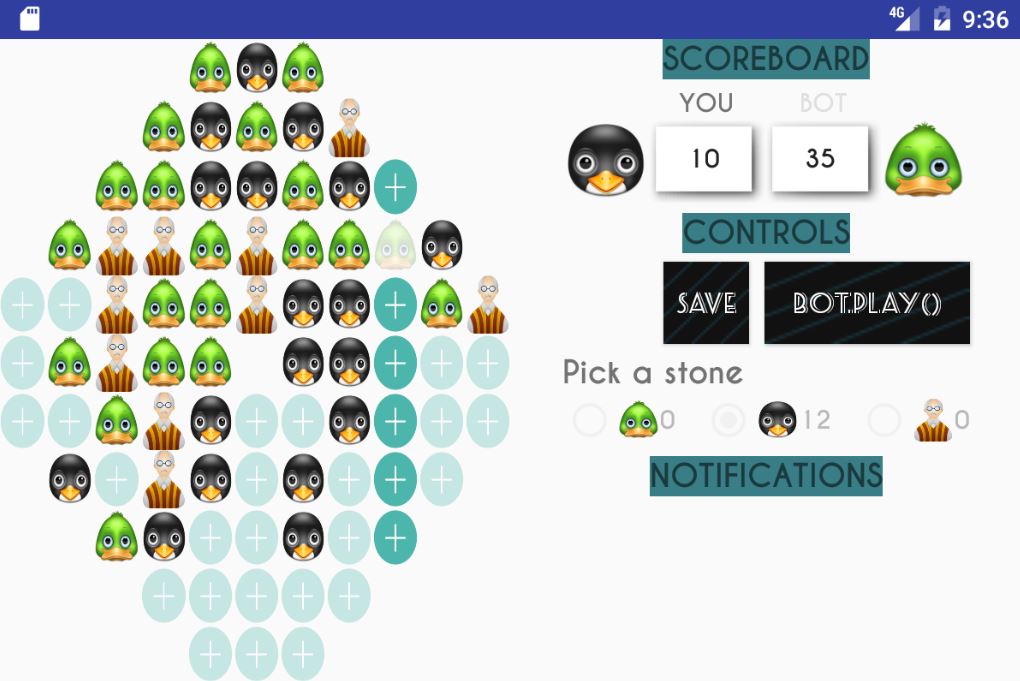 4G 9:36
SCOREBOARD
YOU BOT
10 35
CONTROLS
SAVE BOT.PLAY()
Pick a stone
0 12 0
NOTIFICATIONS